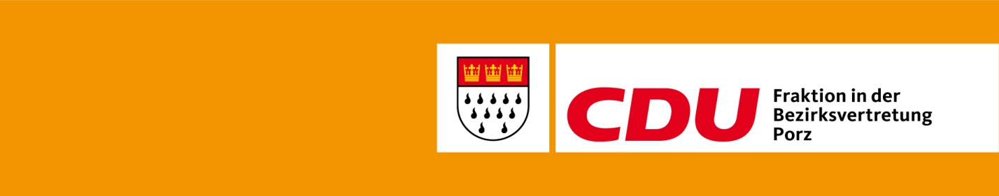 CDU
Fraktion in der
Bezirksvertretung
Porz